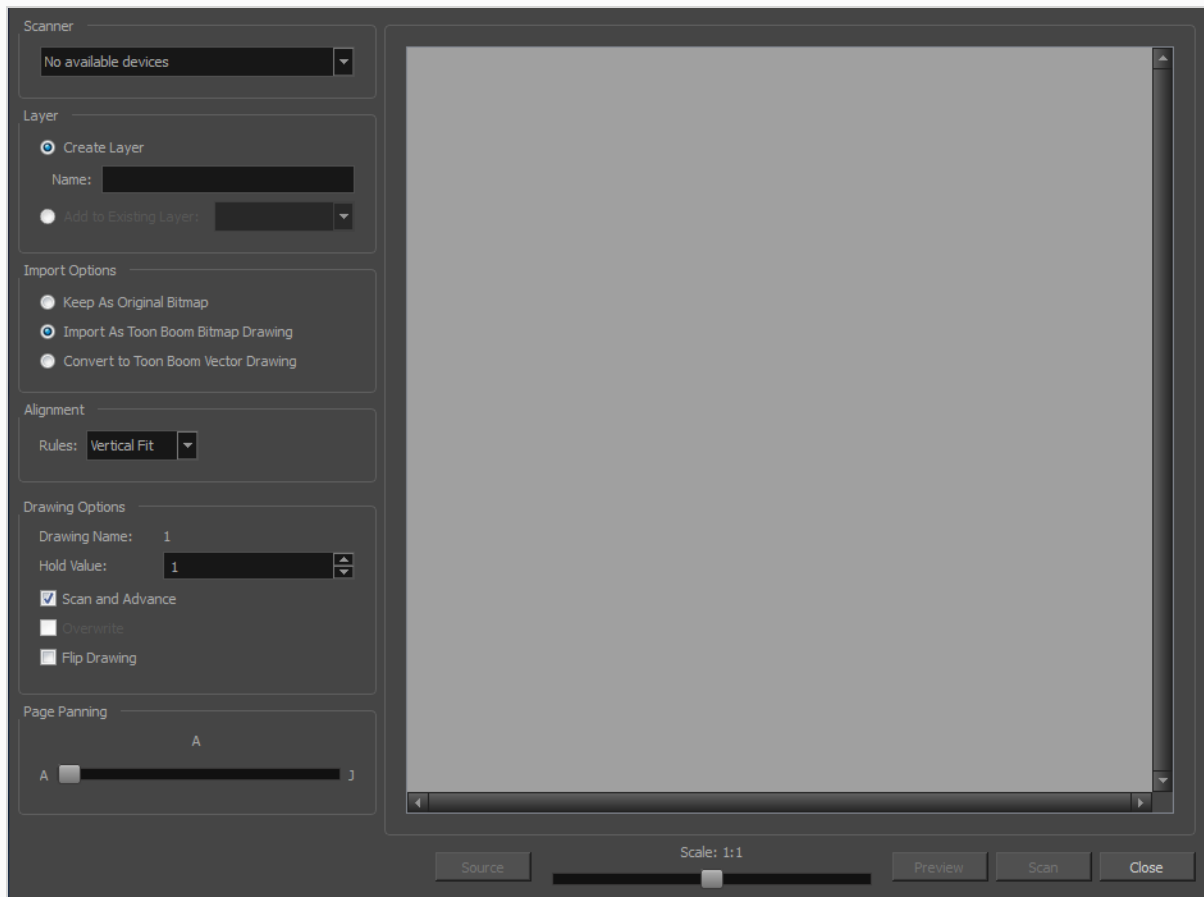 Scanner
No available devices
Layer
Create Layer
Name:
Add to Existing Layer:
Import Options
Keep As Original Bitmap
Import As Toon Boom Bitmap Drawing
Convert to Toon Boom Vector Drawing
Alignment
Rules: Vertical Fit
Drawing Options
Drawing Name: 1
Hold Value: 1
Scan and Advance
Overwrite
Flip Drawing
Page Panning
A
A J
Scale: 1:1
Source Preview Scan Close